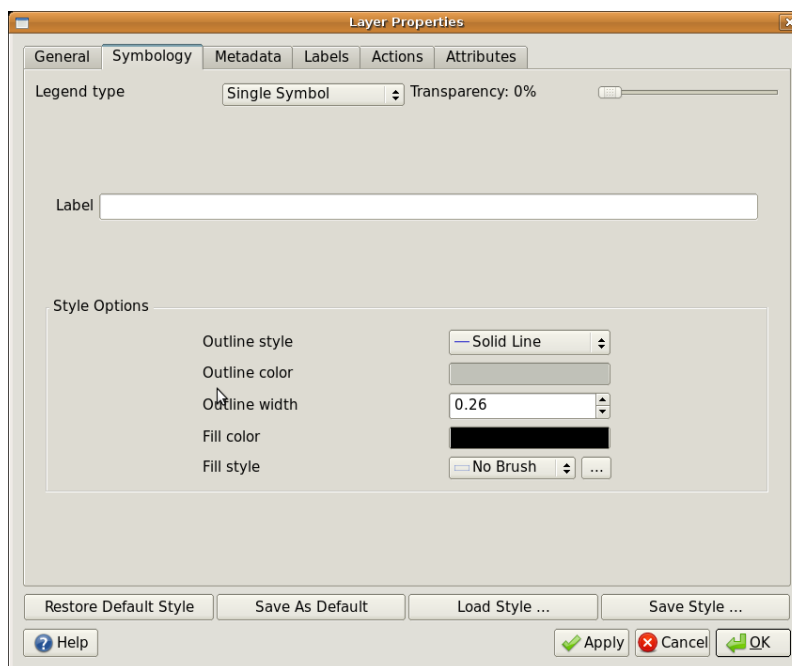 Layer Properties
General Symbology Metadata Labels Actions Attributes
Legend type Single Symbol Transparency: 0%
Label
Style Options
Outline style Solid Line
Outline color
Outline width 0.26
Fill color
Fill style No Brush ...
Restore Default Style Save As Default Load Style ... Save Style ...
Help Apply Cancel OK